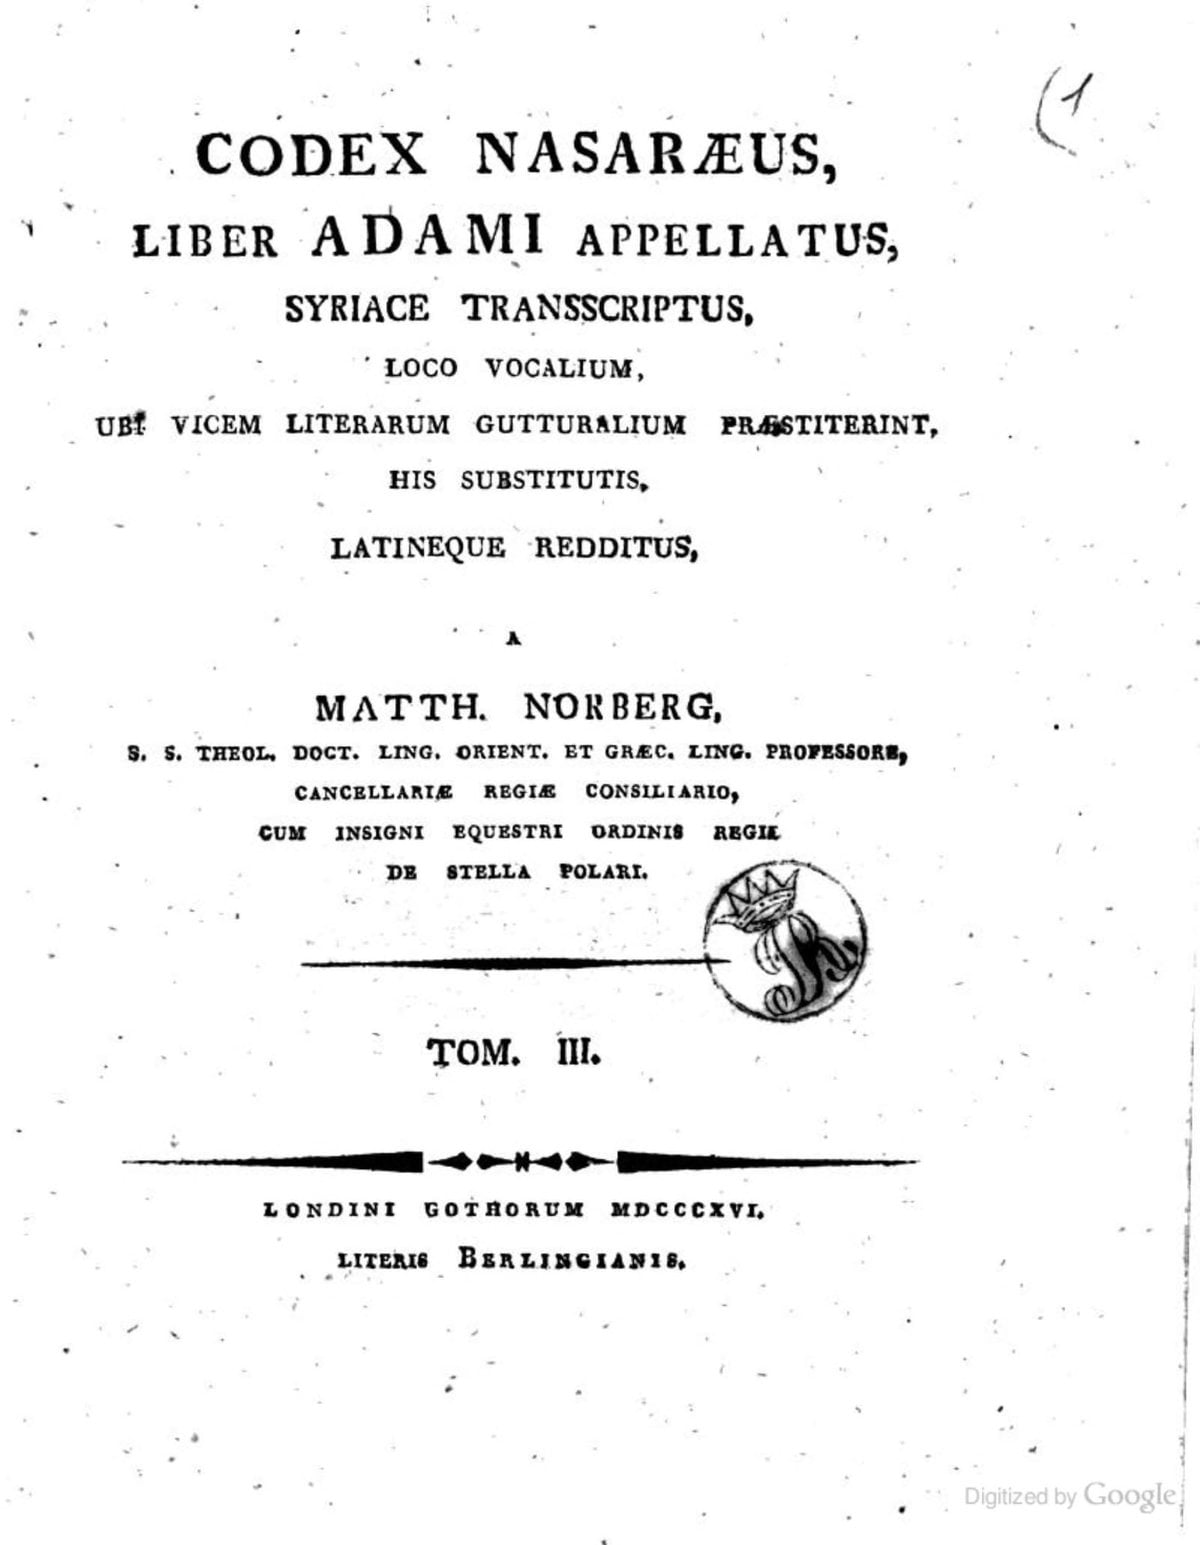 (1
CODEX NASARÆUS,
LIBER ADAMI APPELLATUS,
SYRIACE TRANSSCRIPTUS,
LOCO VOCALIUM,
UBI VICEM LITERARUM GUTTURALIUM PRÆSTITERINT,
HIS SUBSTITUTIS,
LATINEQUE REDDITUS,
A
MATTH. NORBERG,
S. S. THEOL. DOCT. LING. ORIENT. ET GRÆC. LING. PROFESSORE,
CANCELLARIÆ REGIÆ CONSILIARIO,
CUM INSIGNI EQUESTRI ORDINIS REGII
DE STELLA POLARI.
TOM. III.
LONDINI GOTHORUM MDCCCXVI.
LITERIS BERLINGIANIS.
Digitized by Google